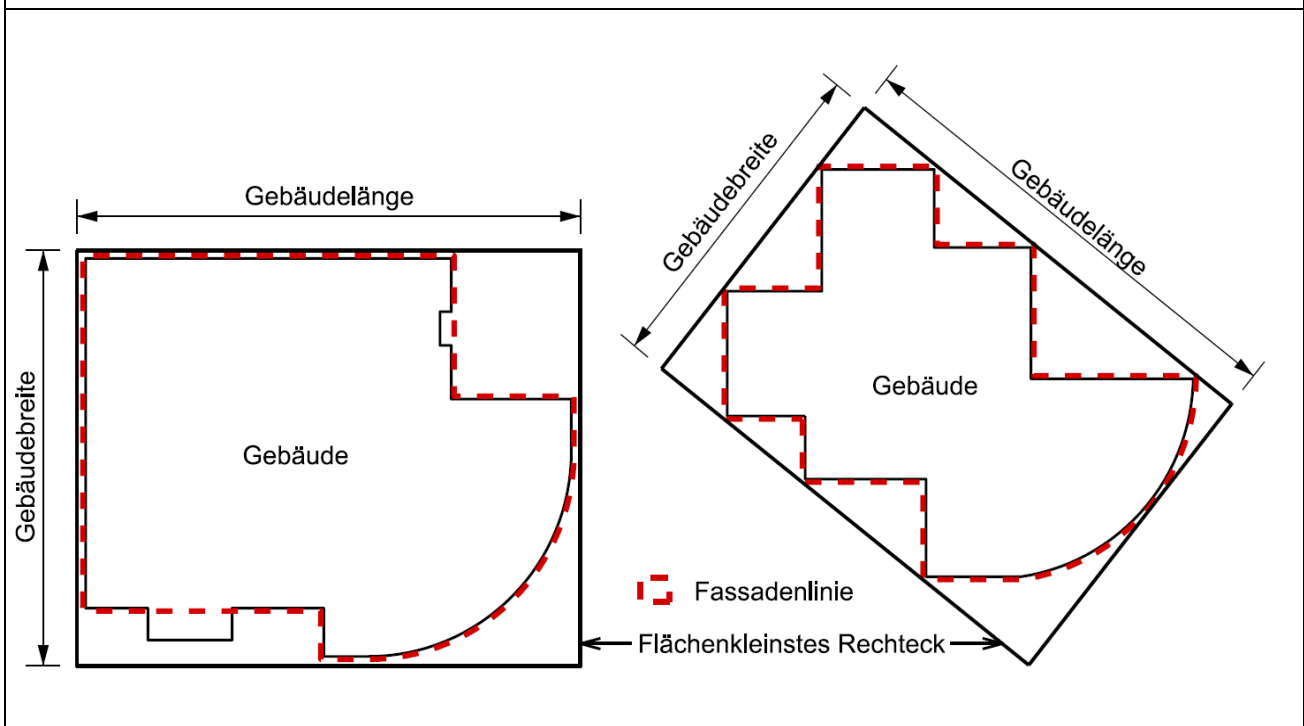 Gebäudelänge
Gebäudebreite
Gebäude
Gebäudebreite
Gebäudelänge
Gebäude
Fassadenlinie
Flächenkleinstes Rechteck